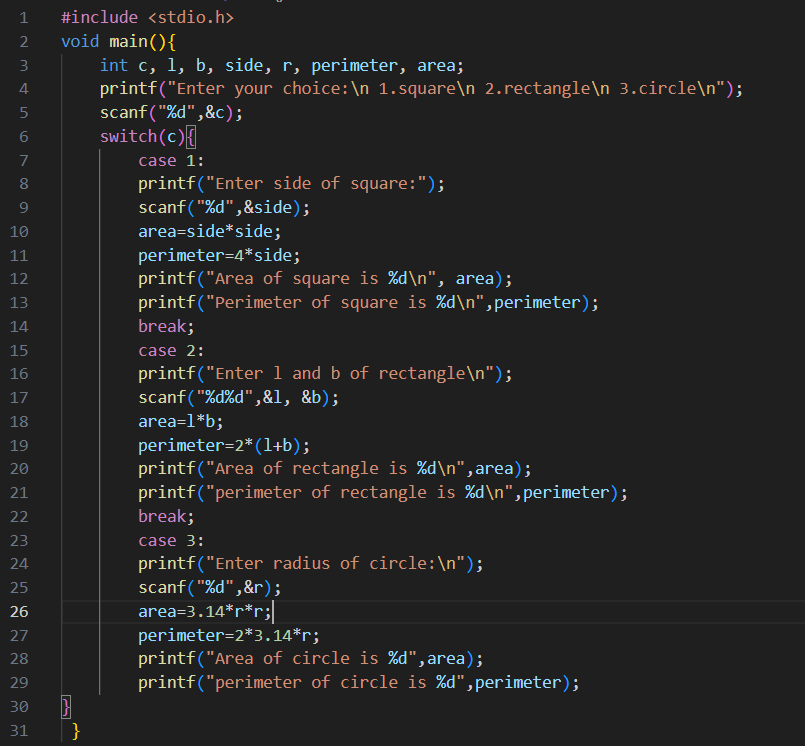 1 #include <stdio.h>
2 void main(){
3     int c, l, b, side, r, perimeter, area;
4     printf("Enter your choice:\n 1.square\n 2.rectangle\n 3.circle\n");
5     scanf("%d",&c);
6     switch(c){
7         case 1:
8         printf("Enter side of square:");
9         scanf("%d",&side);
10         area=side*side;
11         perimeter=4*side;
12         printf("Area of square is %d\n", area);
13         printf("Perimeter of square is %d\n",perimeter);
14         break;
15         case 2:
16         printf("Enter l and b of rectangle\n");
17         scanf("%d%d",&l, &b);
18         area=l*b;
19         perimeter=2*(l+b);
20         printf("Area of rectangle is %d\n",area);
21         printf("perimeter of rectangle is %d\n",perimeter);
22         break;
23         case 3:
24         printf("Enter radius of circle:\n");
25         scanf("%d",&r);
26         area=3.14*r*r;
27         perimeter=2*3.14*r;
28         printf("Area of circle is %d",area);
29         printf("perimeter of circle is %d",perimeter);
30 }
31  }